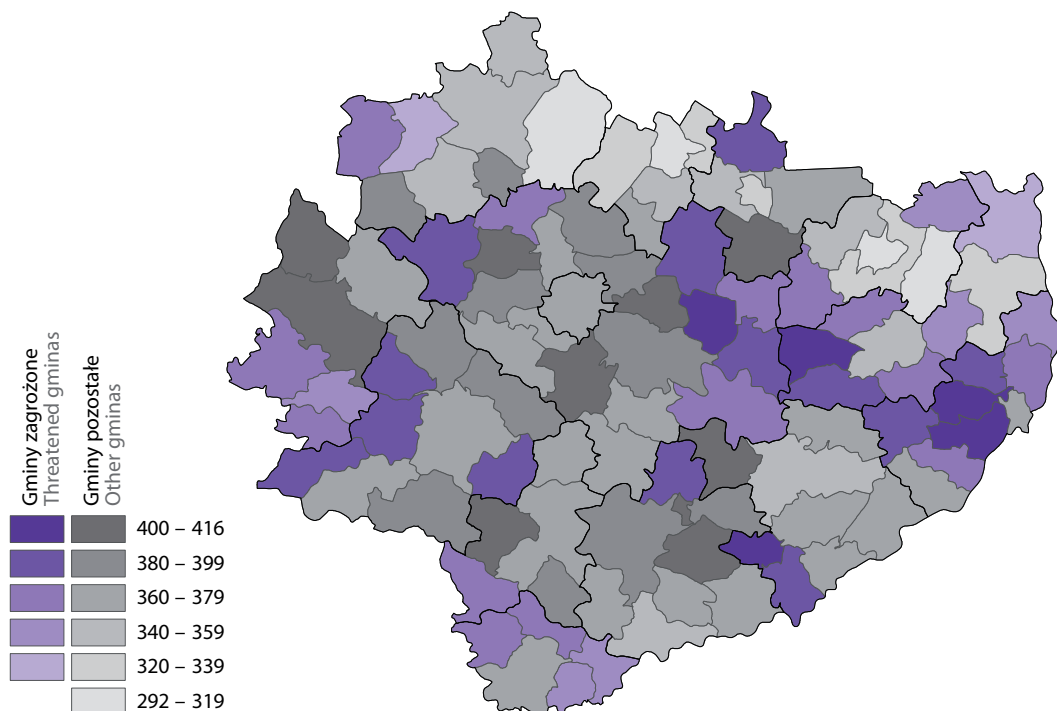 Gminy zagrożone
Threatened gminas
Gminy pozostałe
Other gminas
400 – 416
380 – 399
360 – 379
340 – 359
320 – 339
292 – 319